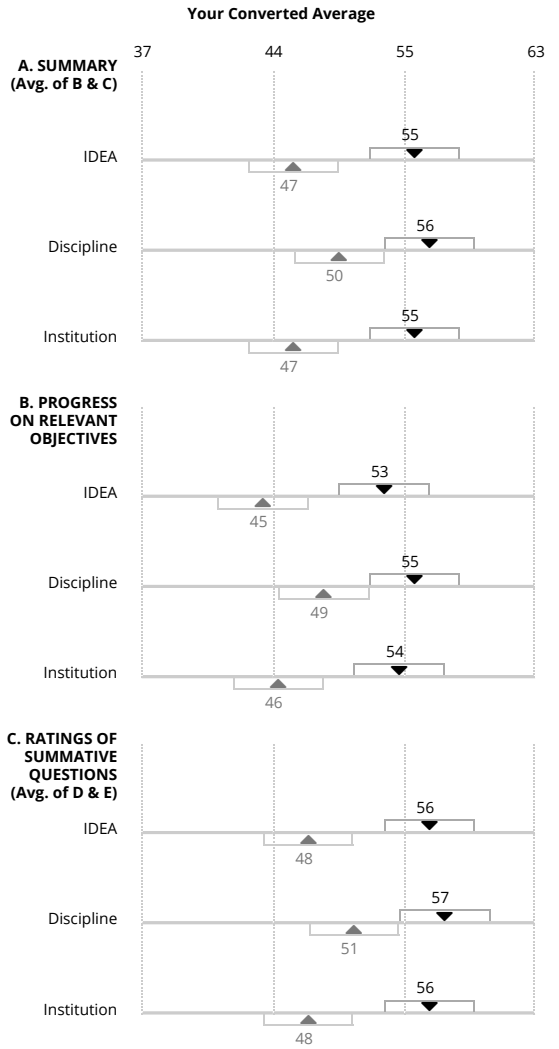 Your Converted Average
37 44 55 63
A. SUMMARY
(Avg. of B & C)
55
IDEA
47
56
Discipline
50
55
Institution
47
B. PROGRESS
ON RELEVANT
OBJECTIVES
53
IDEA
45
55
Discipline
49
54
Institution
46
C. RATINGS OF
SUMMATIVE
QUESTIONS
(Avg. of D & E)
56
IDEA
48
57
Discipline
51
56
Institution
48